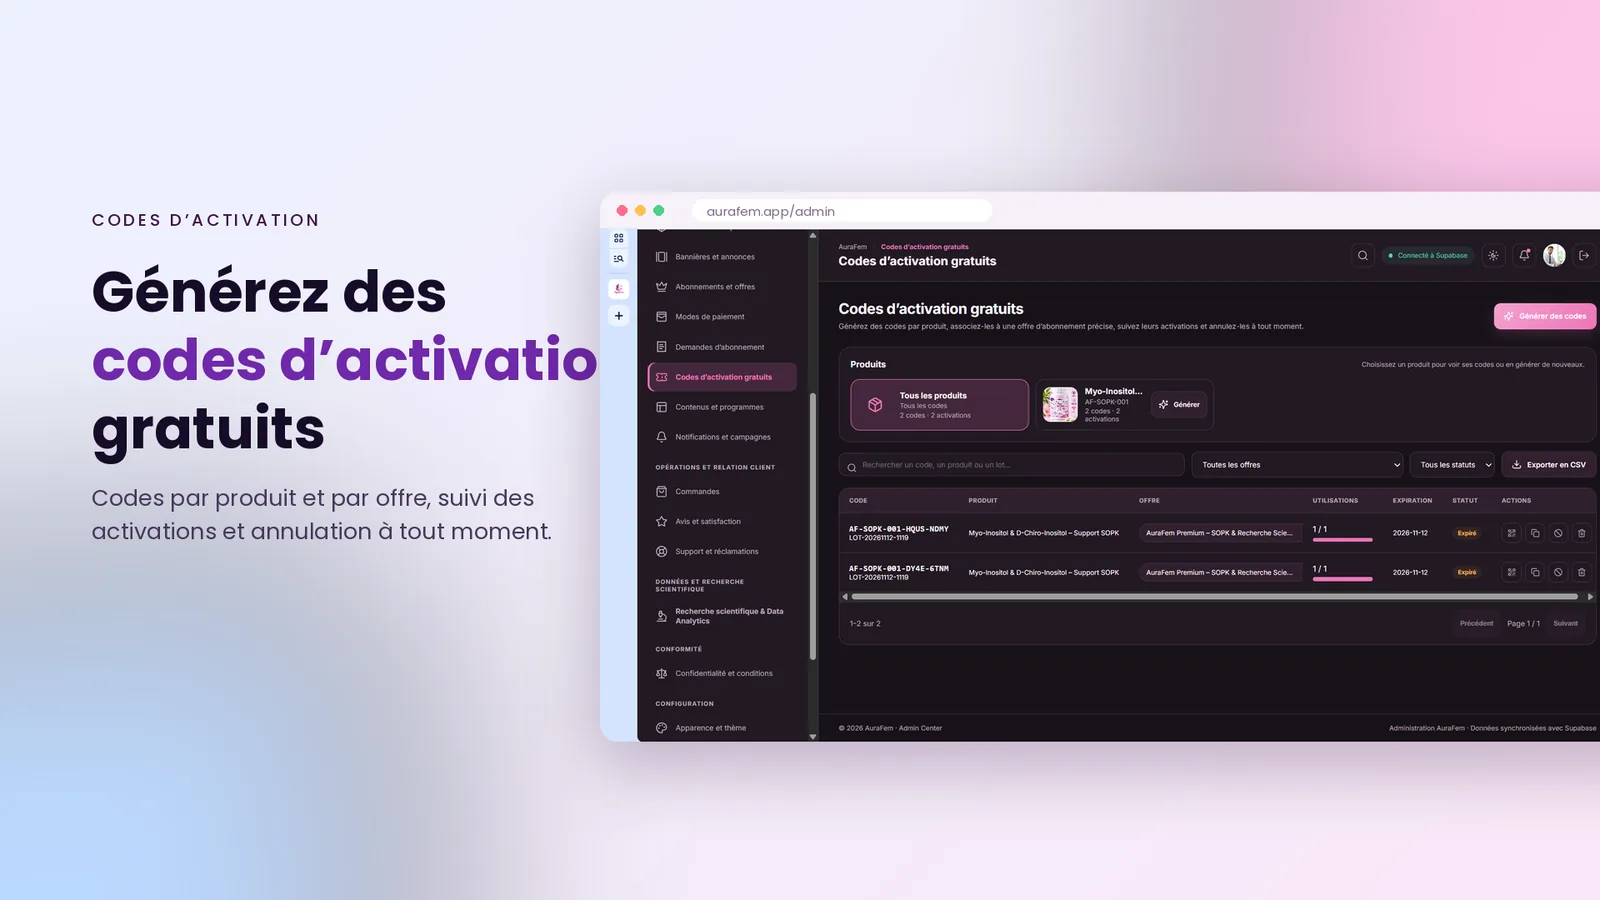 CODES D’ACTIVATION
Générez des
codes d’activatio
gratuits
Codes par produit et par offre, suivi des
activations et annulation à tout moment.
aurafem.app/admin
Bannières et annonces
Abonnements et offres
Modes de paiement
Demandes d’abonnement
Codes d’activation gratuits
Contenus et programmes
Notifications et campagnes
OPÉRATIONS ET RELATION CLIENT
Commandes
Avis et satisfaction
Support et réclamations
DONNÉES ET RECHERCHE
SCIENTIFIQUE
Recherche scientifique & Data
Analytics
CONFORMITÉ
Confidentialité et conditions
CONFIGURATION
Apparence et thème
AuraFem Codes d’activation gratuits
Codes d’activation gratuits
Connecté à Supabase
Codes d’activation gratuits
Générez des codes par produit, associez-les à une offre d’abonnement précise, suivez leurs activations et annulez-les à tout moment.
Générer des codes
Produits
Choisissez un produit pour voir ses codes ou en générer de nouveaux.
Tous les produits
Tous les codes
2 codes · 2 activations
Myo-Inositol...
AF-SOPK-001
2 codes · 2
activations
Générer
Rechercher un code, un produit ou un lot...
Toutes les offres
Tous les statuts
Exporter en CSV
CODE PRODUIT OFFRE UTILISATIONS EXPIRATION STATUT ACTIONS
AF-SOPK-001-HQUS-NDMY
LOT-20261112-1119
Myo-Inositol & D-Chiro-Inositol – Support SOPK AuraFem Premium – SOPK & Recherche Scie... 1 / 1 2026-11-12 Expiré
AF-SOPK-001-DY4E-6TNM
LOT-20261112-1119
Myo-Inositol & D-Chiro-Inositol – Support SOPK AuraFem Premium – SOPK & Recherche Scie... 1 / 1 2026-11-12 Expiré
1-2 sur 2
Précédent Page 1 / 1 Suivant
© 2026 AuraFem · Admin Center
Administration AuraFem · Données synchronisées avec Supabase